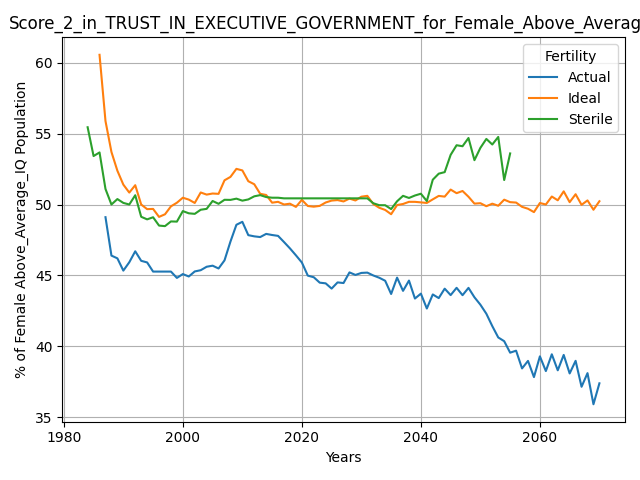 Score_2_in_TRUST_IN_EXECUTIVE_GOVERNMENT_for_Female_Above_Averag
% of Female Above_Average_IQ Population
60
55
50
45
40
35
Fertility
Actual
Ideal
Sterile
1980
2000
2020
2040
2060
Years